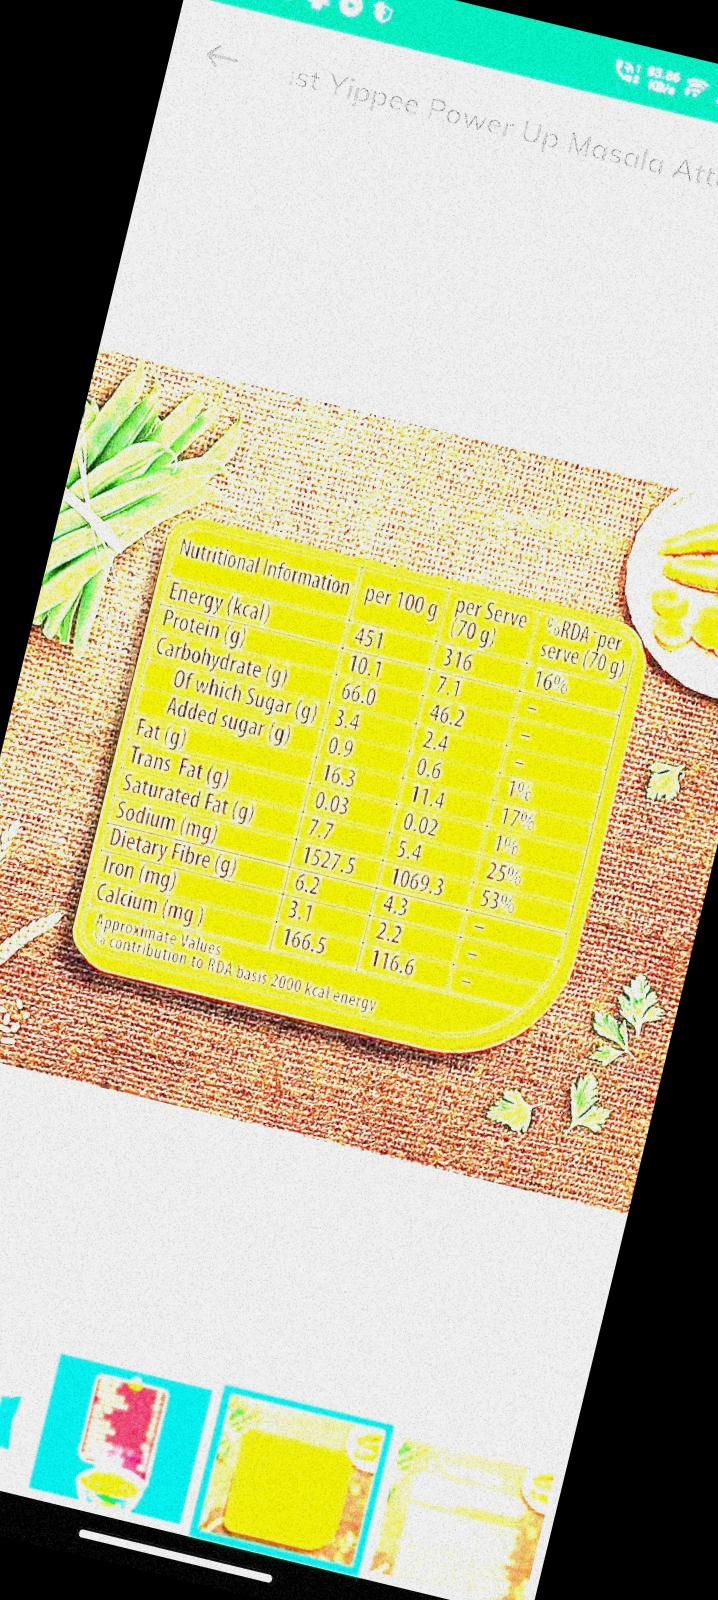 83.86
KB/s
st Yippee Power Up Masala Att
Nutritional Information per 100 g per Serve (70 g) %RDA* per serve (70 g)
Energy (kcal) 451 316 16%
Protein (g) 10.1 7.1 –
Carbohydrate (g) 66.0 46.2 –
Of which Sugar (g) 3.4 2.4 –
Added sugar (g) 0.9 0.6 1%
Fat (g) 16.3 11.4 17%
Trans Fat (g) 0.03 0.02 1%
Saturated Fat (g) 7.7 5.4 25%
Sodium (mg) 1527.5 1069.3 53%
Dietary Fibre (g) 6.2 4.3 –
Iron (mg) 3.1 2.2 –
Calcium (mg ) 166.5 116.6 –
Approximate Values
% contribution to RDA basis 2000 kcal energy